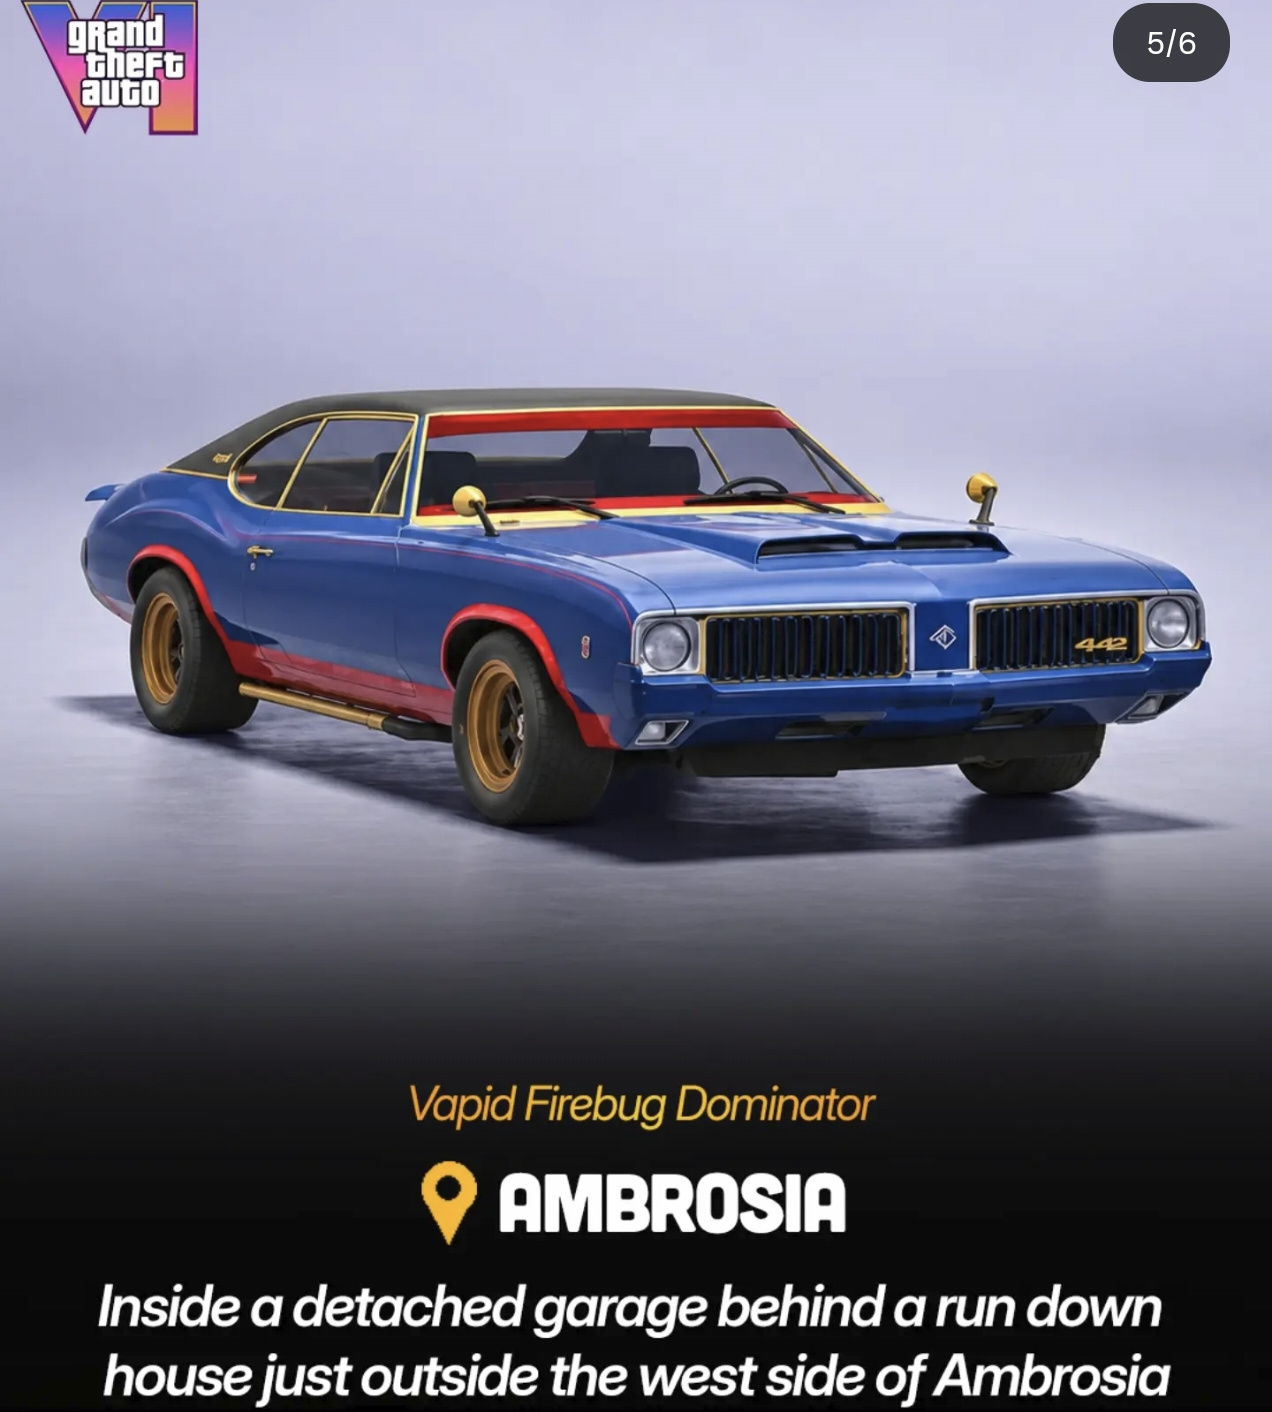 grand
theft
auto
VI
5/6
442
Vapid Firebug Dominator
AMBROSIA
Inside a detached garage behind a run down
house just outside the west side of Ambrosia